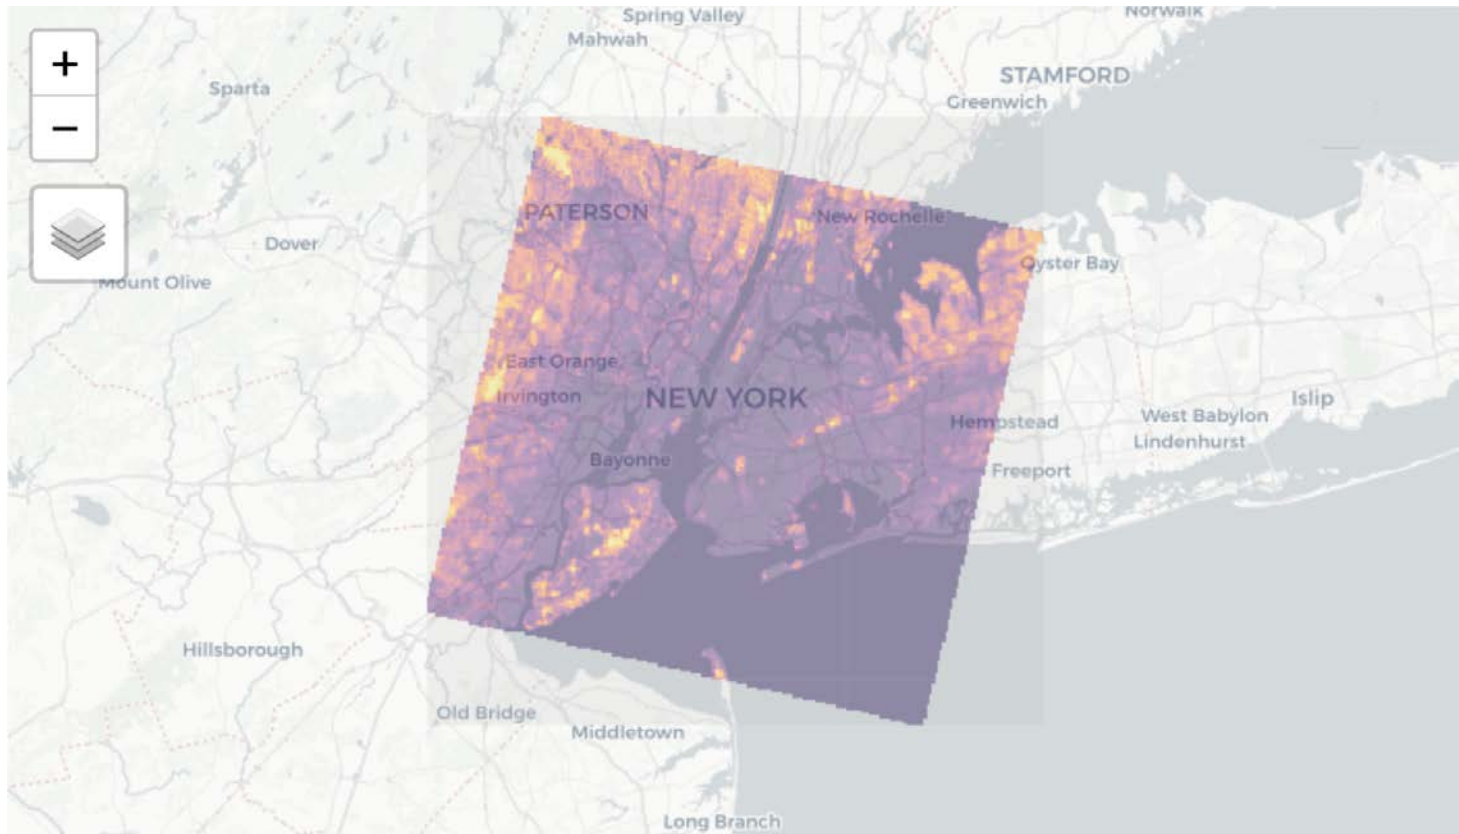 Norwalk
Spring Valley
Mahwah
+
STAMFORD
Sparta
Greenwich
−
PATERSON
New Rochelle
Dover
Oyster Bay
Mount Olive
East Orange
Irvington
NEW YORK
Islip
West Babylon
Hempstead
Lindenhurst
Bayonne
Freeport
Hillsborough
Old Bridge
Middletown
Long Branch